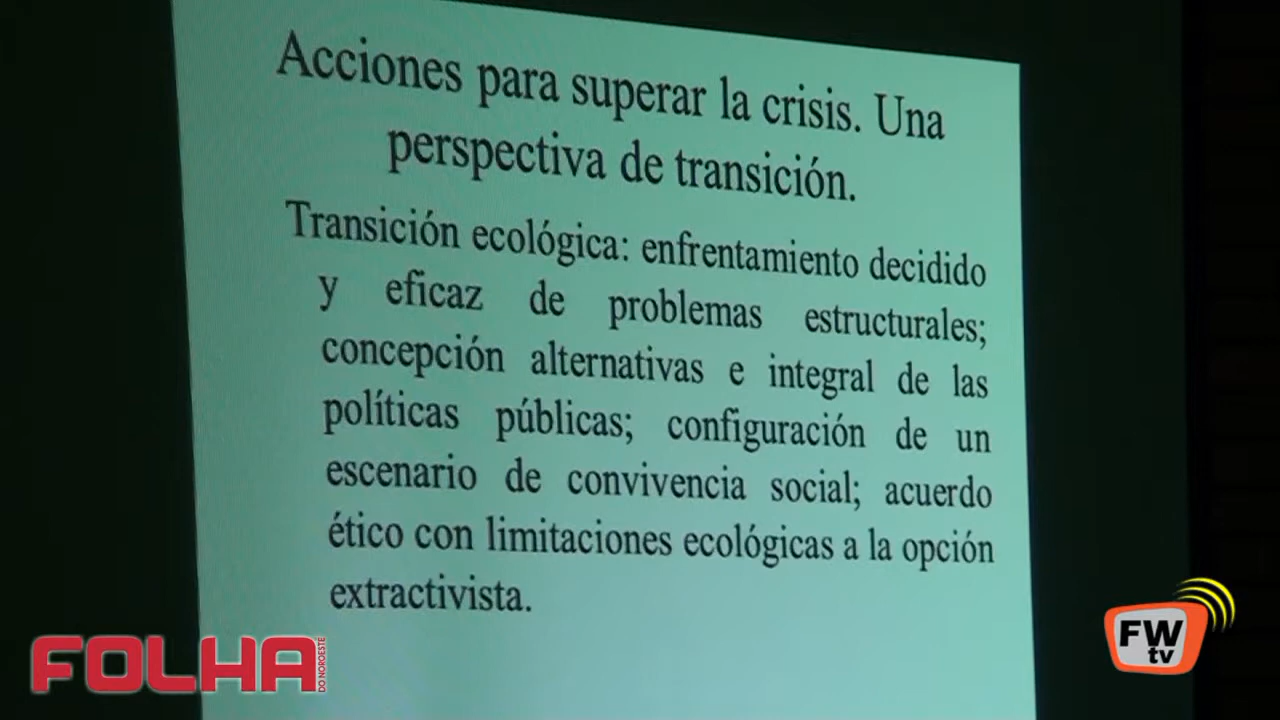 Acciones para superar la crisis. Una
perspectiva de transición.
Transición ecológica: enfrentamiento decidido
y eficaz de problemas estructurales;
concepción alternativas e integral de las
políticas públicas; configuración de un
escenario de convivencia social; acuerdo
ético con limitaciones ecológicas a la opción
extractivista.
FOLHA
DO NOROESTE
FW
tv